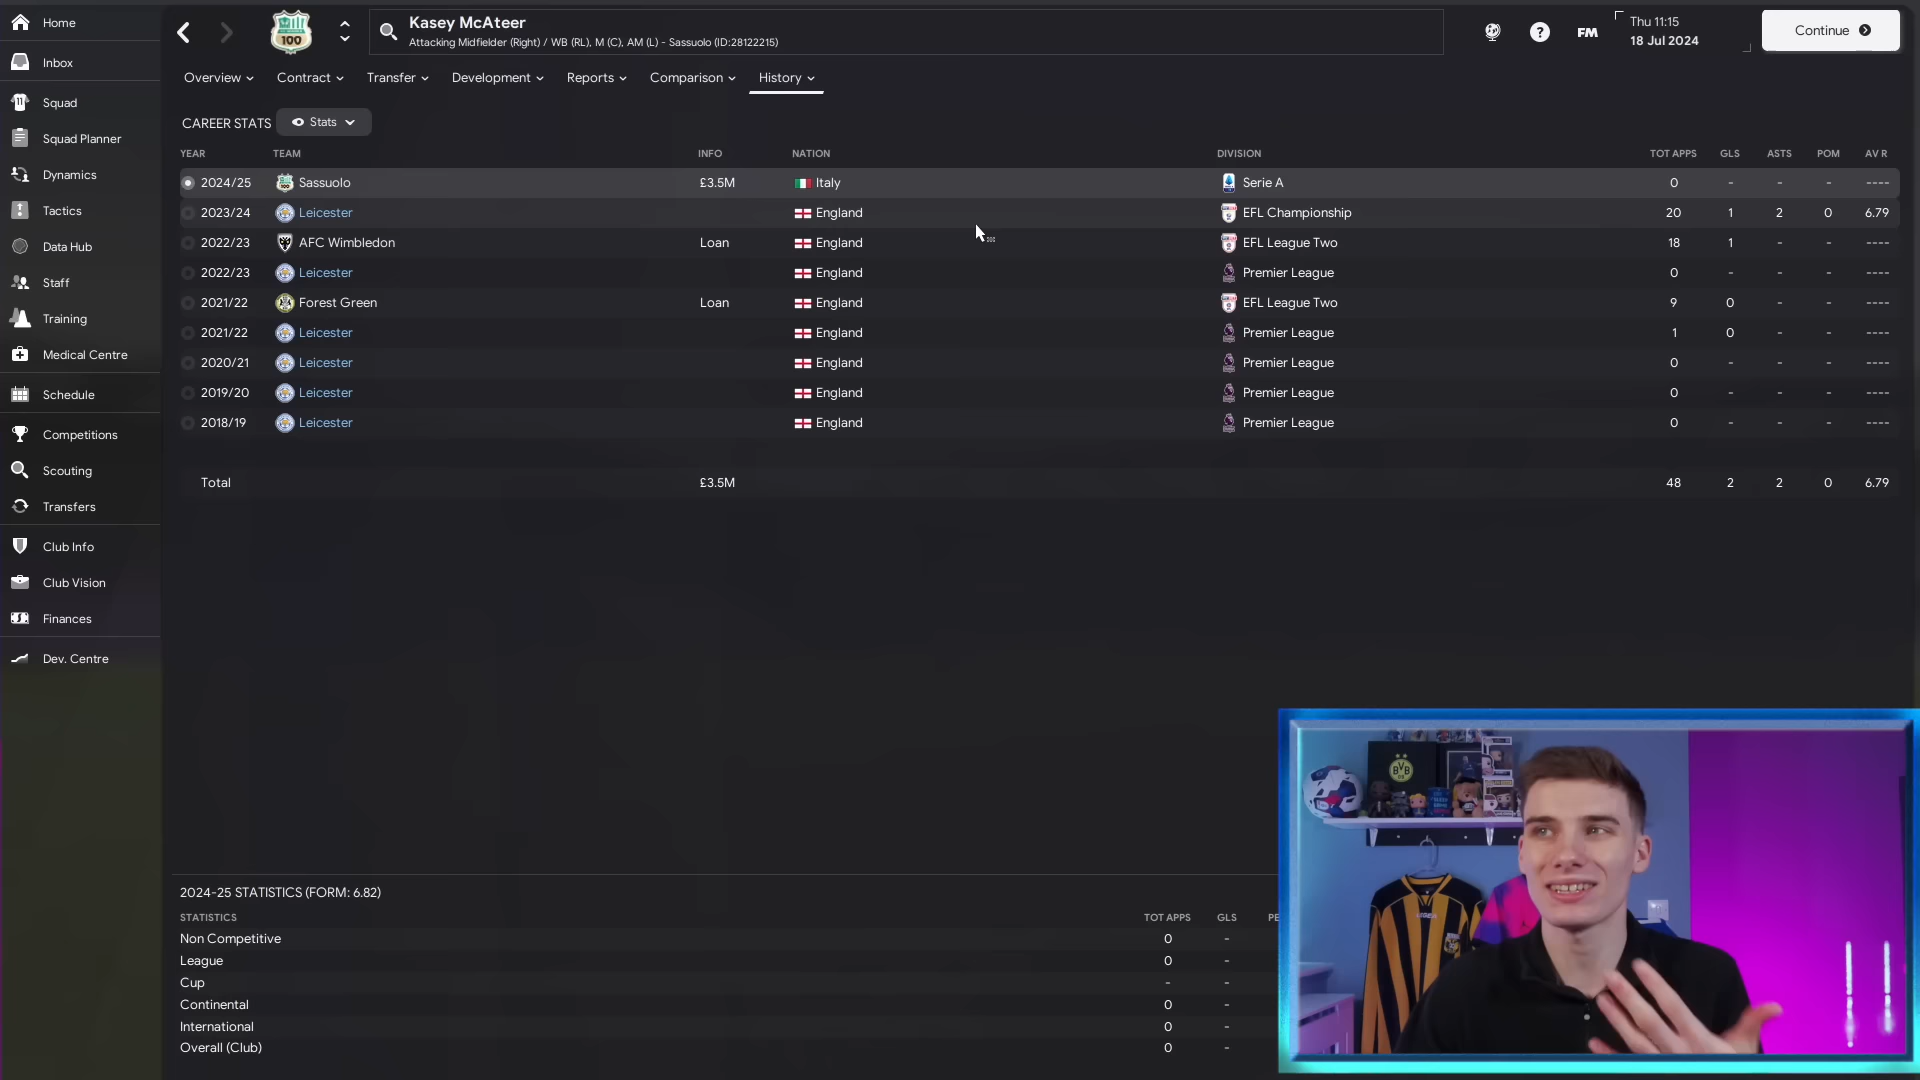 Home
Inbox
Squad
Squad Planner
Dynamics
Tactics
Data Hub
Staff
Training
Medical Centre
Schedule
Competitions
Scouting
Transfers
Club Info
Club Vision
Finances
Dev. Centre
100
Kasey McAteer
Attacking Midfielder (Right) / WB (RL), M (C), AM (L) - Sassuolo (ID:28122215)
? FM
Thu 11:15
18 Jul 2024
Continue
Overview Contract Transfer Development Reports Comparison History
CAREER STATS Stats
YEAR TEAM INFO NATION DIVISION TOT APPS GLS ASTS POM AV R
2024/25 Sassuolo £3.5M Italy Serie A 0 - - - ----
2023/24 Leicester England EFL Championship 20 1 2 0 6.79
2022/23 AFC Wimbledon Loan England EFL League Two 18 1 - - ----
2022/23 Leicester England Premier League 0 - - - ----
2021/22 Forest Green Loan England EFL League Two 9 0 - - ----
2021/22 Leicester England Premier League 1 0 - - ----
2020/21 Leicester England Premier League 0 - - - ----
2019/20 Leicester England Premier League 0 - - - ----
2018/19 Leicester England Premier League 0 - - - ----
Total £3.5M 48 2 2 0 6.79
2024-25 STATISTICS (FORM: 6.82)
STATISTICS TOT APPS GLS PE
Non Competitive 0 -
League 0 -
Cup - -
Continental 0 -
International 0 -
Overall (Club) 0 -
BVB
09
LEGEA